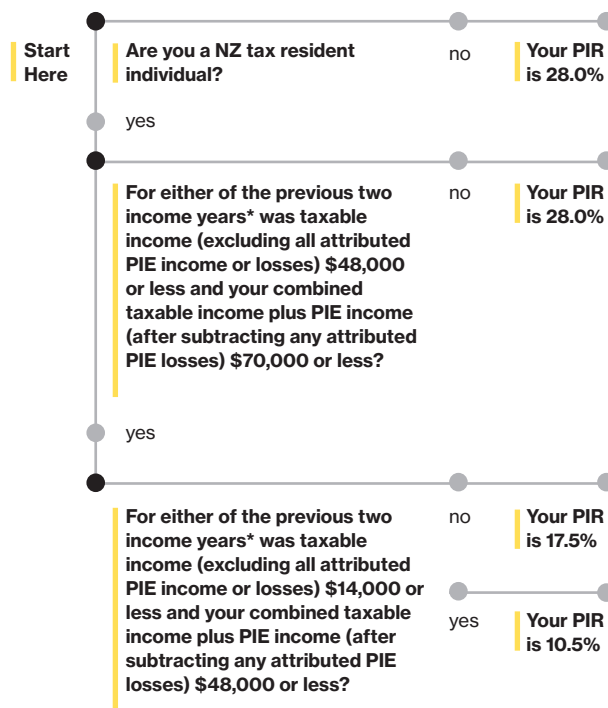 Start
Here
Are you a NZ tax resident
individual?
no
Your PIR
is 28.0%
yes
For either of the previous two
income years* was taxable
income (excluding all attributed
PIE income or losses) $48,000
or less and your combined
taxable income plus PIE income
(after subtracting any attributed
PIE losses) $70,000 or less?
no
Your PIR
is 28.0%
yes
For either of the previous two
income years* was taxable
income (excluding all attributed
PIE income or losses) $14,000 or
less and your combined taxable
income plus PIE income (after
subtracting any attributed PIE
losses) $48,000 or less?
no
Your PIR
is 17.5%
yes
Your PIR
is 10.5%